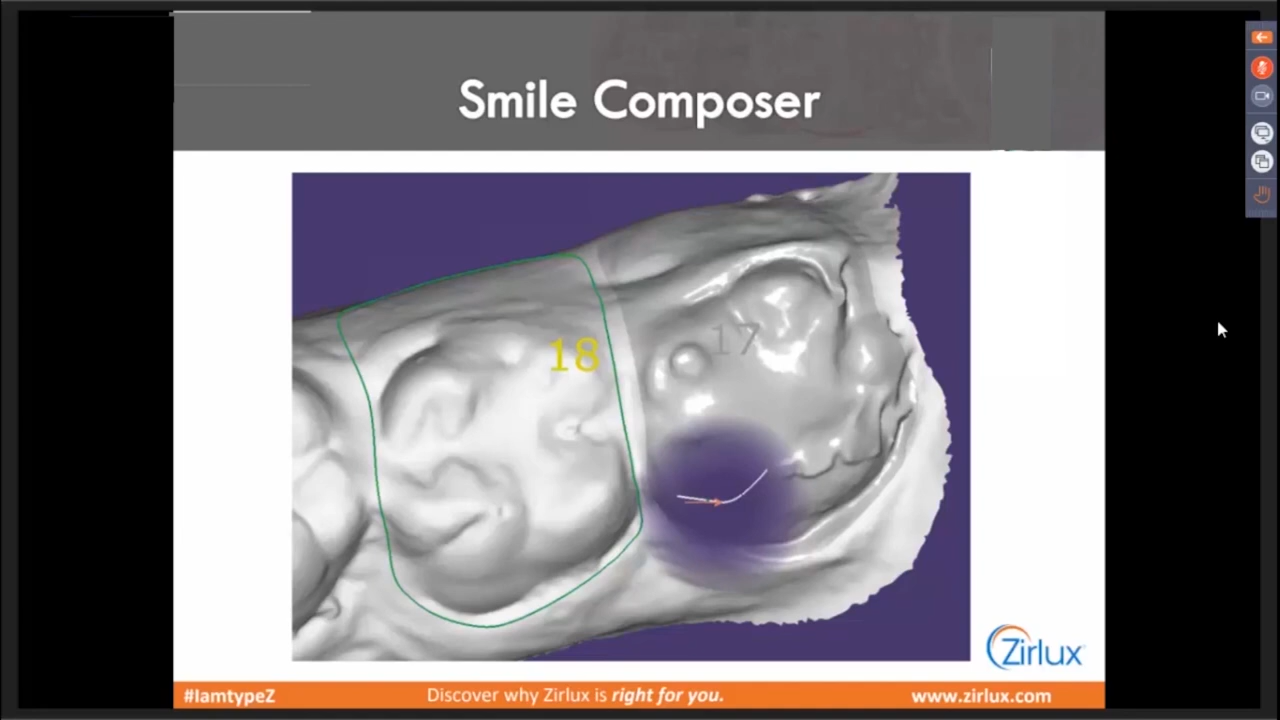 Smile Composer
18
17
Zirlux
#IamtypeZ
Discover why Zirlux is right for you.
www.zirlux.com